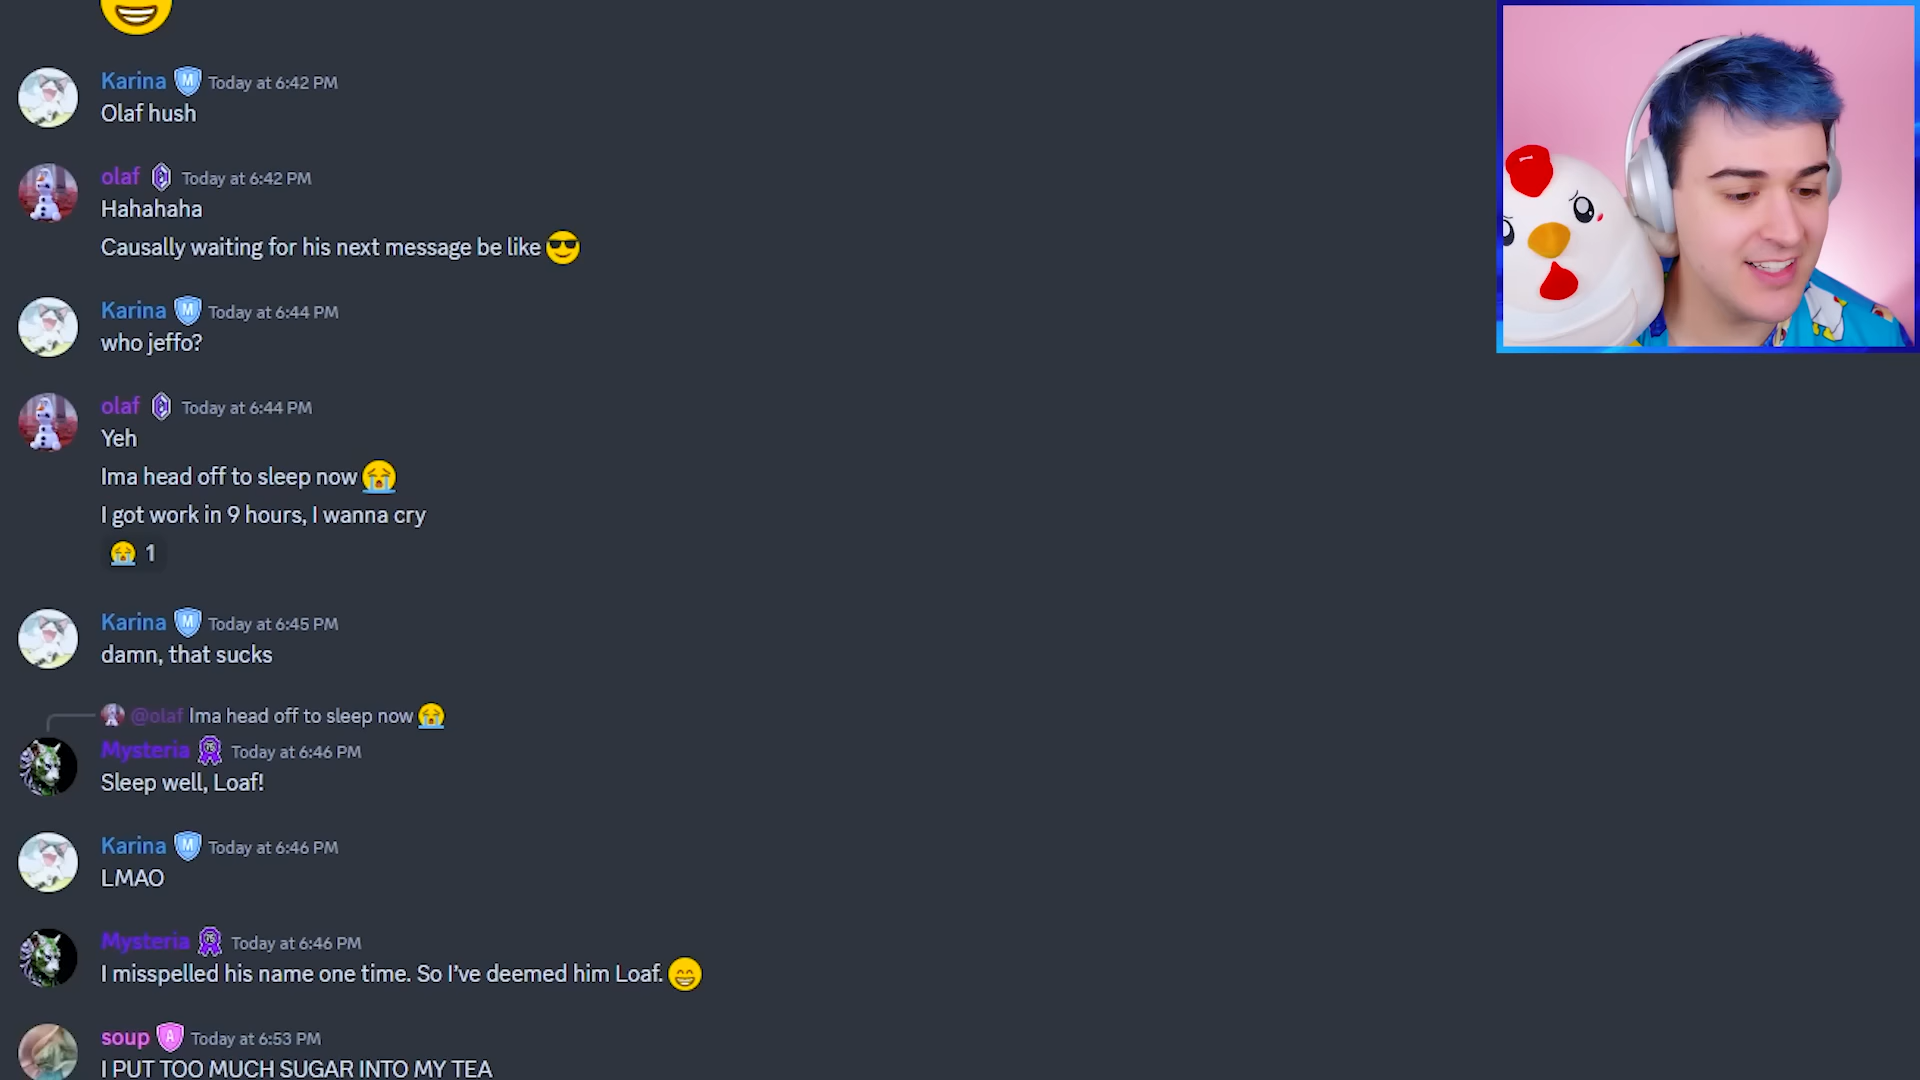 Karina M Today at 6:42 PM
Olaf hush
olaf Today at 6:42 PM
Hahahaha
Causally waiting for his next message be like 😎
Karina M Today at 6:44 PM
who jeffo?
olaf Today at 6:44 PM
Yeh
Ima head off to sleep now 😭
I got work in 9 hours, I wanna cry
😭 1
Karina M Today at 6:45 PM
damn, that sucks
@olaf Ima head off to sleep now 😭
Mysteria Today at 6:46 PM
Sleep well, Loaf!
Karina M Today at 6:46 PM
LMAO
Mysteria Today at 6:46 PM
I misspelled his name one time. So I’ve deemed him Loaf. 😄
soup A Today at 6:53 PM
I PUT TOO MUCH SUGAR INTO MY TEA